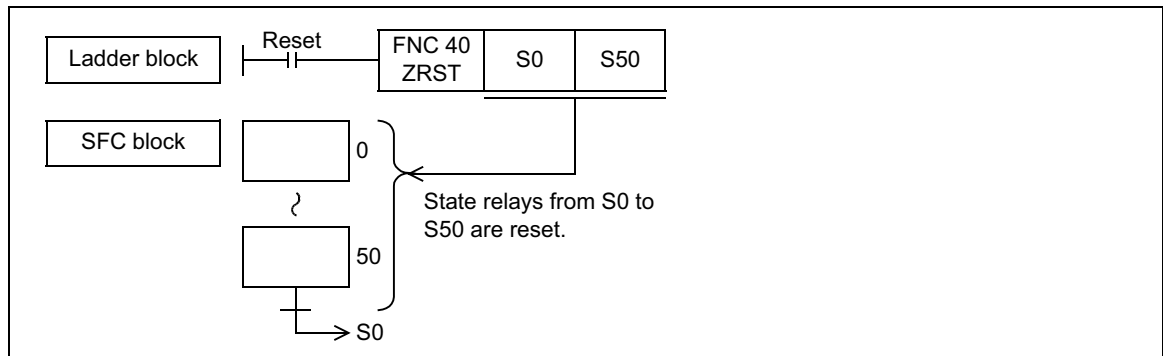 Ladder block
Reset
FNC 40
ZRST
S0
S50
SFC block
0
State relays from S0 to
S50 are reset.
50
S0